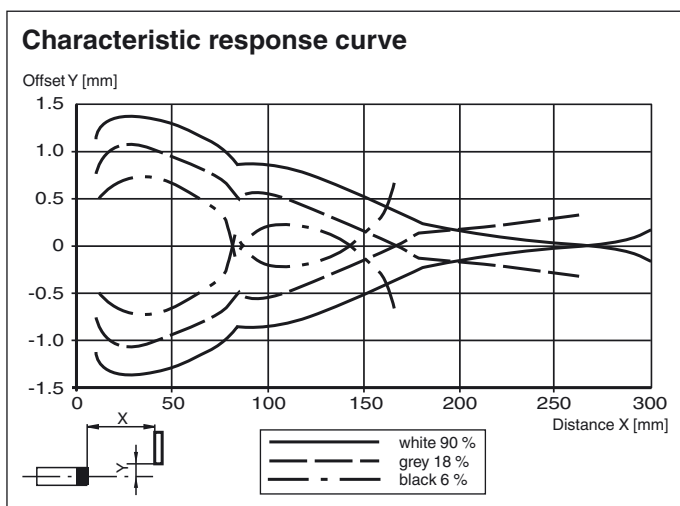 Characteristic response curve
Offset Y [mm]
1.5
1.0
0.5
0
-0.5
-1.0
-1.5
0 50 100 150 200 250 300
Distance X [mm]
X
Y
white 90 %
grey 18 %
black 6 %